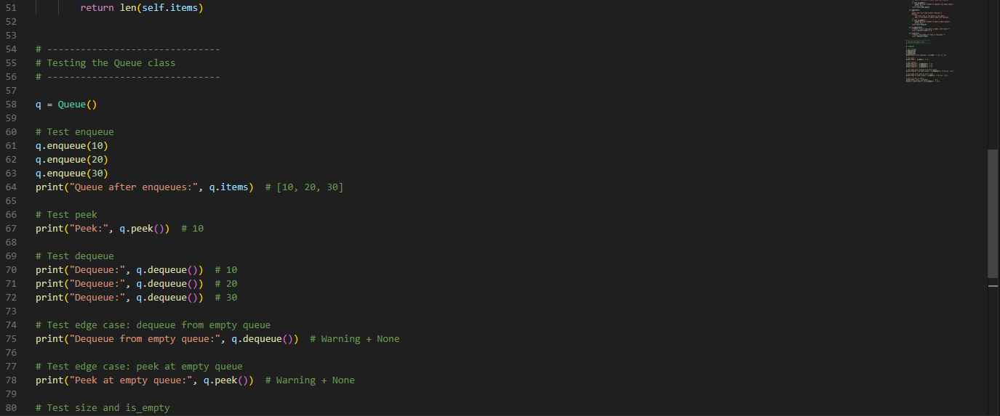 51 return len(self.items)
52
53
54 # -------------------------------
55 # Testing the Queue class
56 # -------------------------------
57
58 q = Queue()
59
60 # Test enqueue
61 q.enqueue(10)
62 q.enqueue(20)
63 q.enqueue(30)
64 print("Queue after enqueues:", q.items)  # [10, 20, 30]
65
66 # Test peek
67 print("Peek:", q.peek())  # 10
68
69 # Test dequeue
70 print("Dequeue:", q.dequeue())  # 10
71 print("Dequeue:", q.dequeue())  # 20
72 print("Dequeue:", q.dequeue())  # 30
73
74 # Test edge case: dequeue from empty queue
75 print("Dequeue from empty queue:", q.dequeue())  # Warning + None
76
77 # Test edge case: peek at empty queue
78 print("Peek at empty queue:", q.peek())  # Warning + None
79
80 # Test size and is_empty